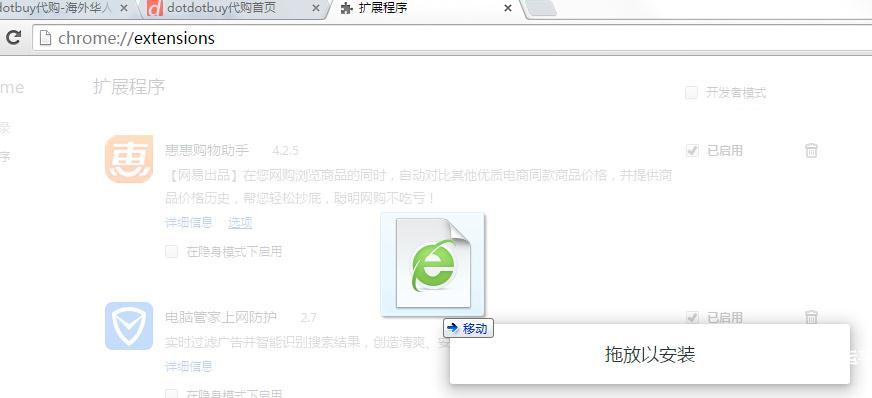 dotbuy代购-海外华人
dotdotbuy代购首页
扩展程序
chrome://extensions
ome
扩展程序
开发者模式
录
序
惠惠购物助手 4.2.5
已启用
【网易出品】在您网购浏览商品的同时，自动对比其他优质电商同款商品价格，并提供商
品价格历史，帮您轻松抄底，聪明网购不吃亏！
详细信息 选项
在隐身模式下启用
移动
电脑管家上网防护 2.7
已启用
实时过滤广告并智能识别搜索结果，创造清爽、安
拖放以安装
详细信息
在隐身模式下启用